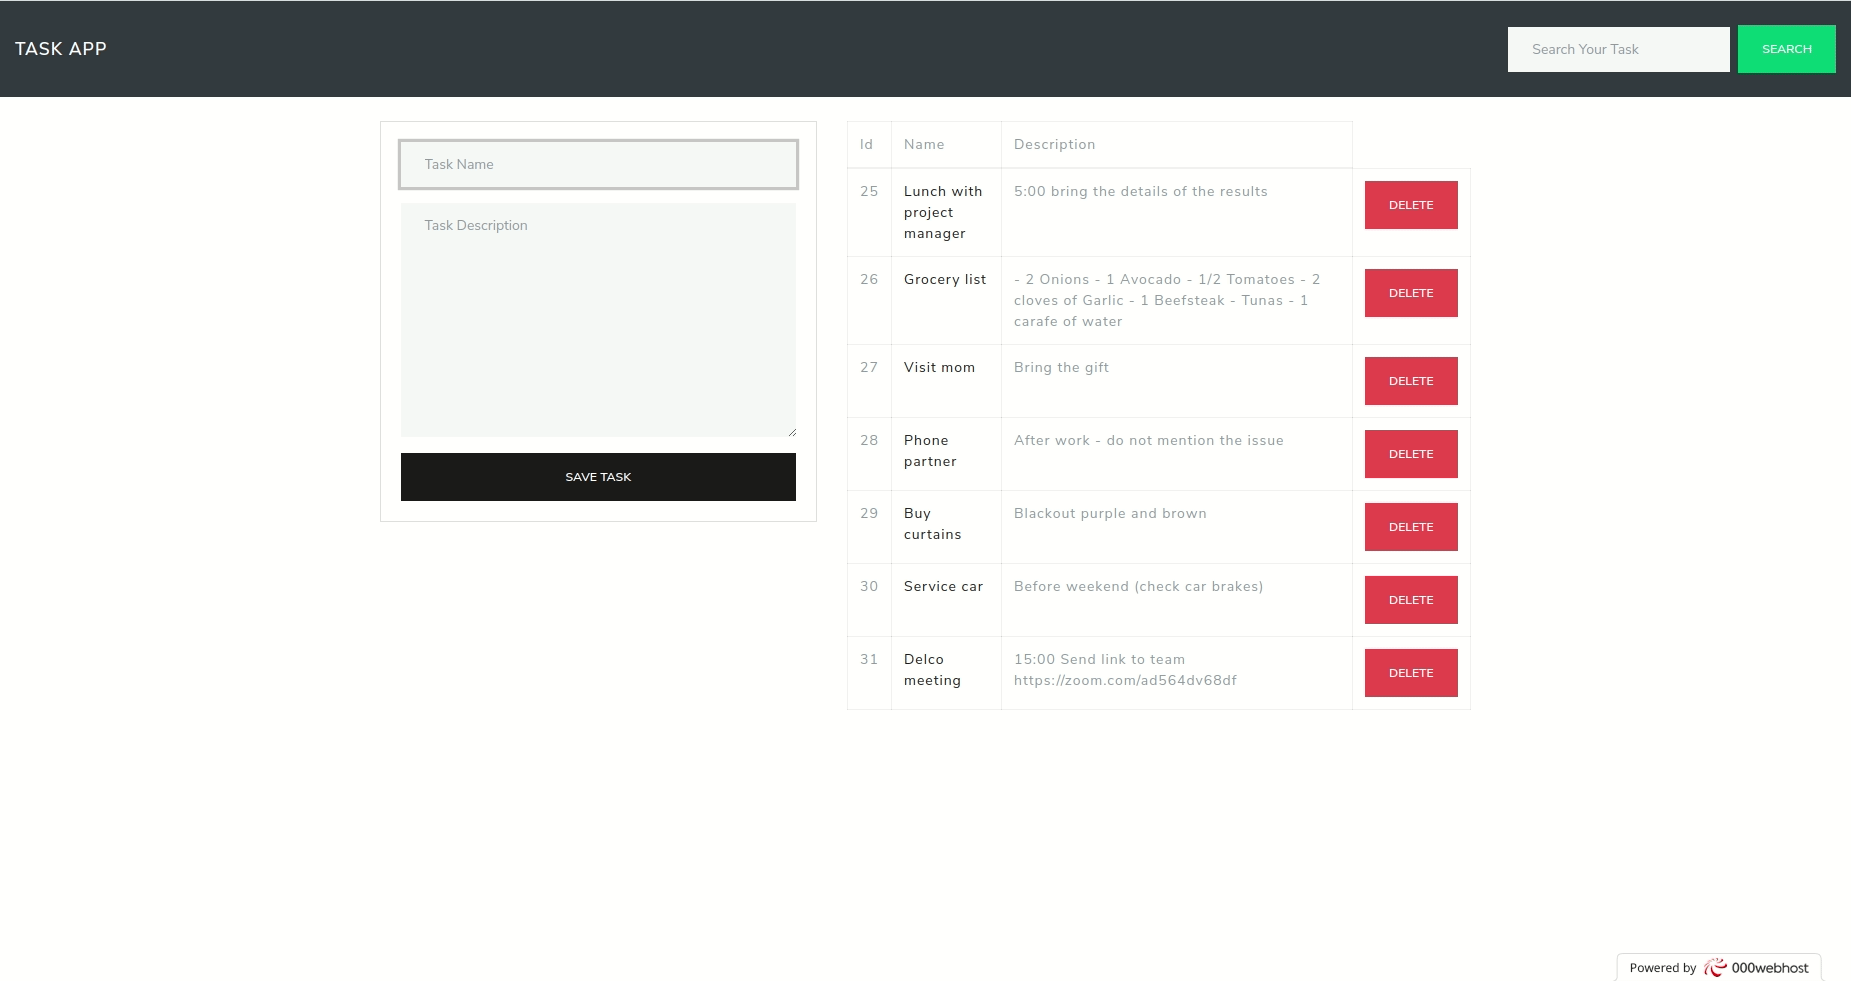 TASK APP
Search Your Task
SEARCH
Task Name
Task Description
SAVE TASK
Id Name Description
25 Lunch with 5:00 bring the details of the results DELETE
project
manager
26 Grocery list - 2 Onions - 1 Avocado - 1/2 Tomatoes - 2 DELETE
cloves of Garlic - 1 Beefsteak - Tunas - 1
carafe of water
27 Visit mom Bring the gift DELETE
28 Phone After work - do not mention the issue DELETE
partner
29 Buy Blackout purple and brown DELETE
curtains
30 Service car Before weekend (check car brakes) DELETE
31 Delco 15:00 Send link to team DELETE
meeting https://zoom.com/ad564dv68df
Powered by 000webhost